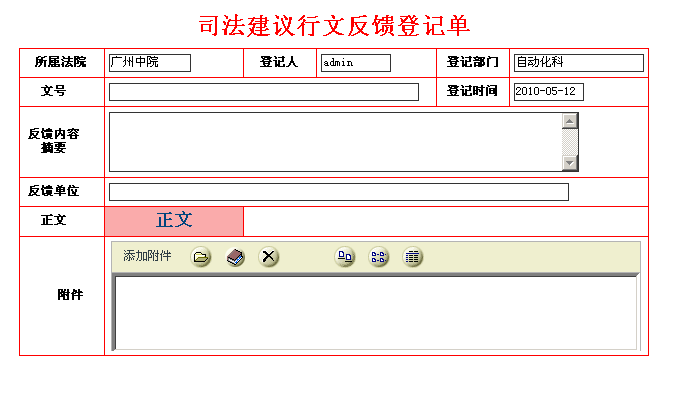 司法建议行文反馈登记单
所属法院 广州中院 登记人 admin 登记部门 自动化科
文号 登记时间 2010-05-12
反馈内容
摘要
反馈单位
正文 正文
添加附件
附件